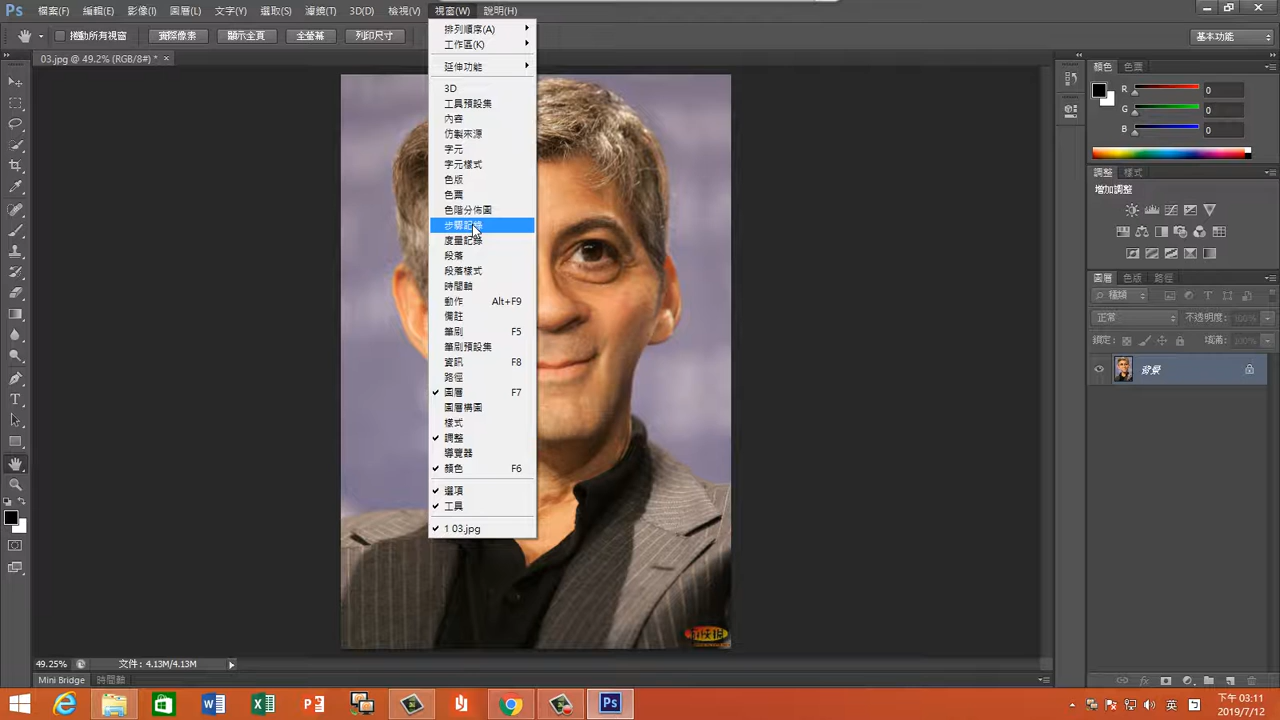 Ps 檔案(F) 編輯(E) 影像(I) 圖層(L) 文字(Y) 選取(S) 濾鏡(T) 3D(D) 檢視(V) 視窗(W) 說明(H)
捲動所有視窗 實際像素 顯示全頁 全螢幕 列印尺寸 基本功能
03.jpg @ 49.2% (RGB/8#) *
排列順序(A)
工作區(K)
延伸功能
3D
工具預設集
內容
仿製來源
字元
字元樣式
色版
色票
色階分佈圖
步驟記錄
度量記錄
段落
段落樣式
時間軸
動作 Alt+F9
備註
筆刷 F5
筆刷預設集
資訊 F8
路徑
圖層 F7
圖層構圖
樣式
調整
導覽器
顏色 F6
選項
工具
1 03.jpg
顏色 色票
R 0
G 0
B 0
調整 樣式
增加調整
圖層 色版 路徑
種類
正常 不透明度: 100%
鎖定: 填滿: 100%
背景
49.25% 文件: 4.13M/4.13M
Mini Bridge 時間軸
Ps 英 下午 03:11
2019/7/12